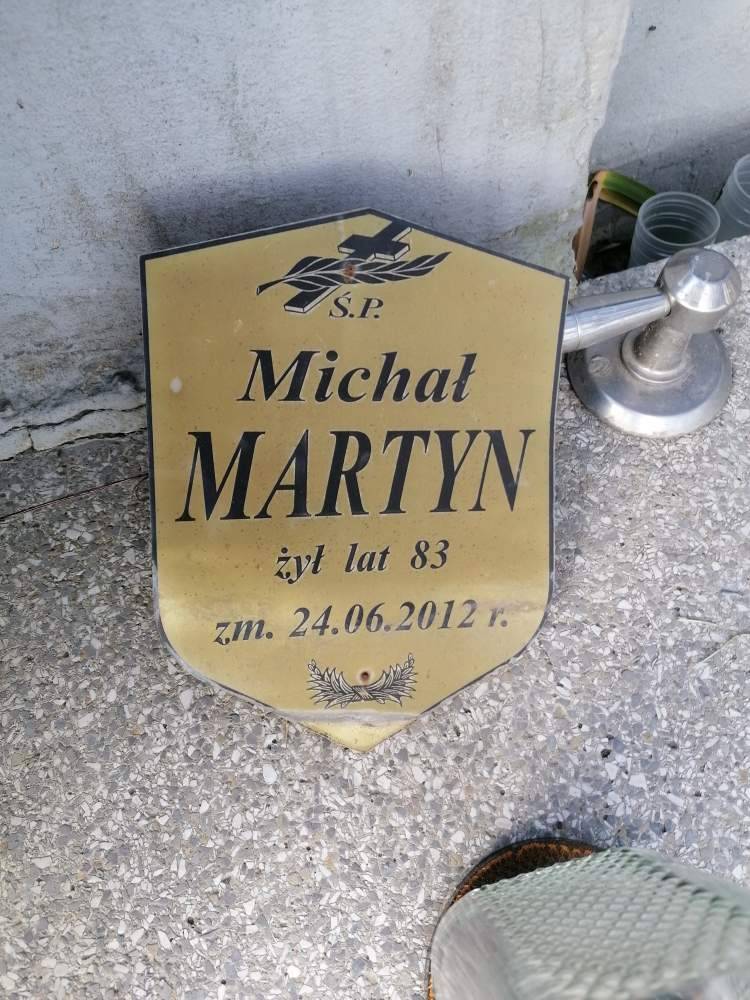 Ś.P.
Michał
MARTYN
żył lat 83
zm. 24.06.2012 r.